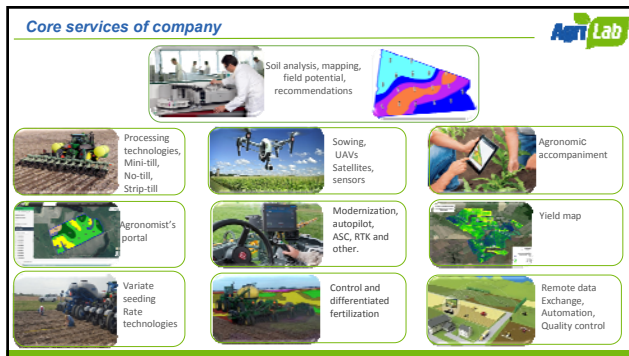 Core services of company
Agri Lab
Soil analysis, mapping,
field potential,
recommendations
Processing
technologies,
Mini-till,
No-till,
Strip-till
Sowing,
UAVs
Satellites,
sensors
Agronomic
accompaniment
Agronomist's
portal
Modernization,
autopilot,
ASC, RTK and
other.
Yield map
Variate
seeding
Rate
technologies
Control and
differentiated
fertilization
Remote data
Exchange,
Automation,
Quality control